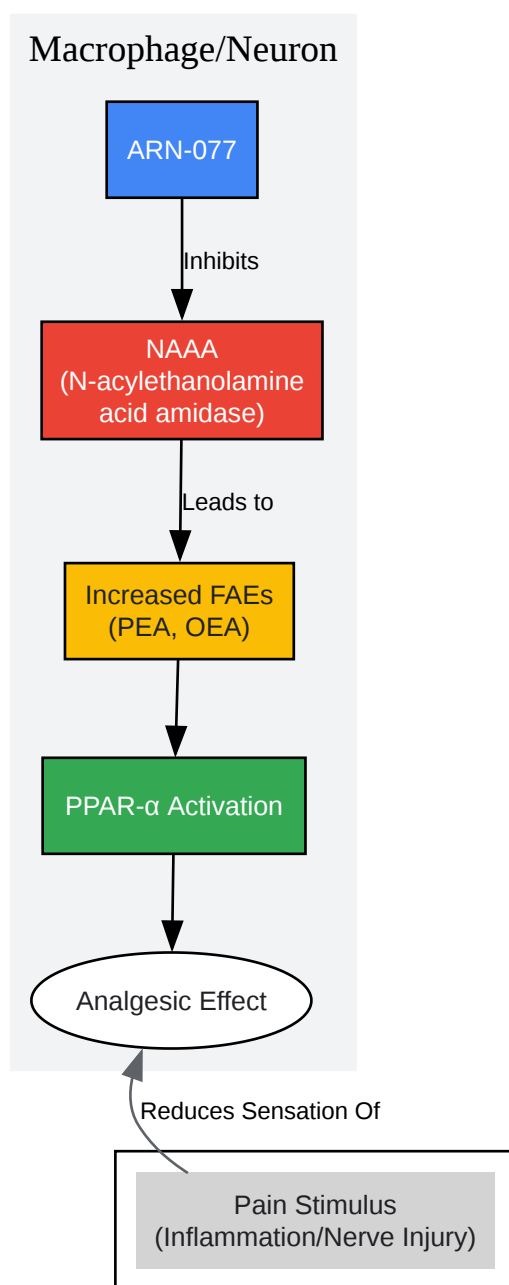 Macrophage/Neuron
ARN-077
Inhibits
NAAA
(N-acylethanolamine
acid amidase)
Leads to
Increased FAEs
(PEA, OEA)
PPAR-α Activation
Analgesic Effect
Reduces Sensation Of
Pain Stimulus
(Inflammation/Nerve Injury)